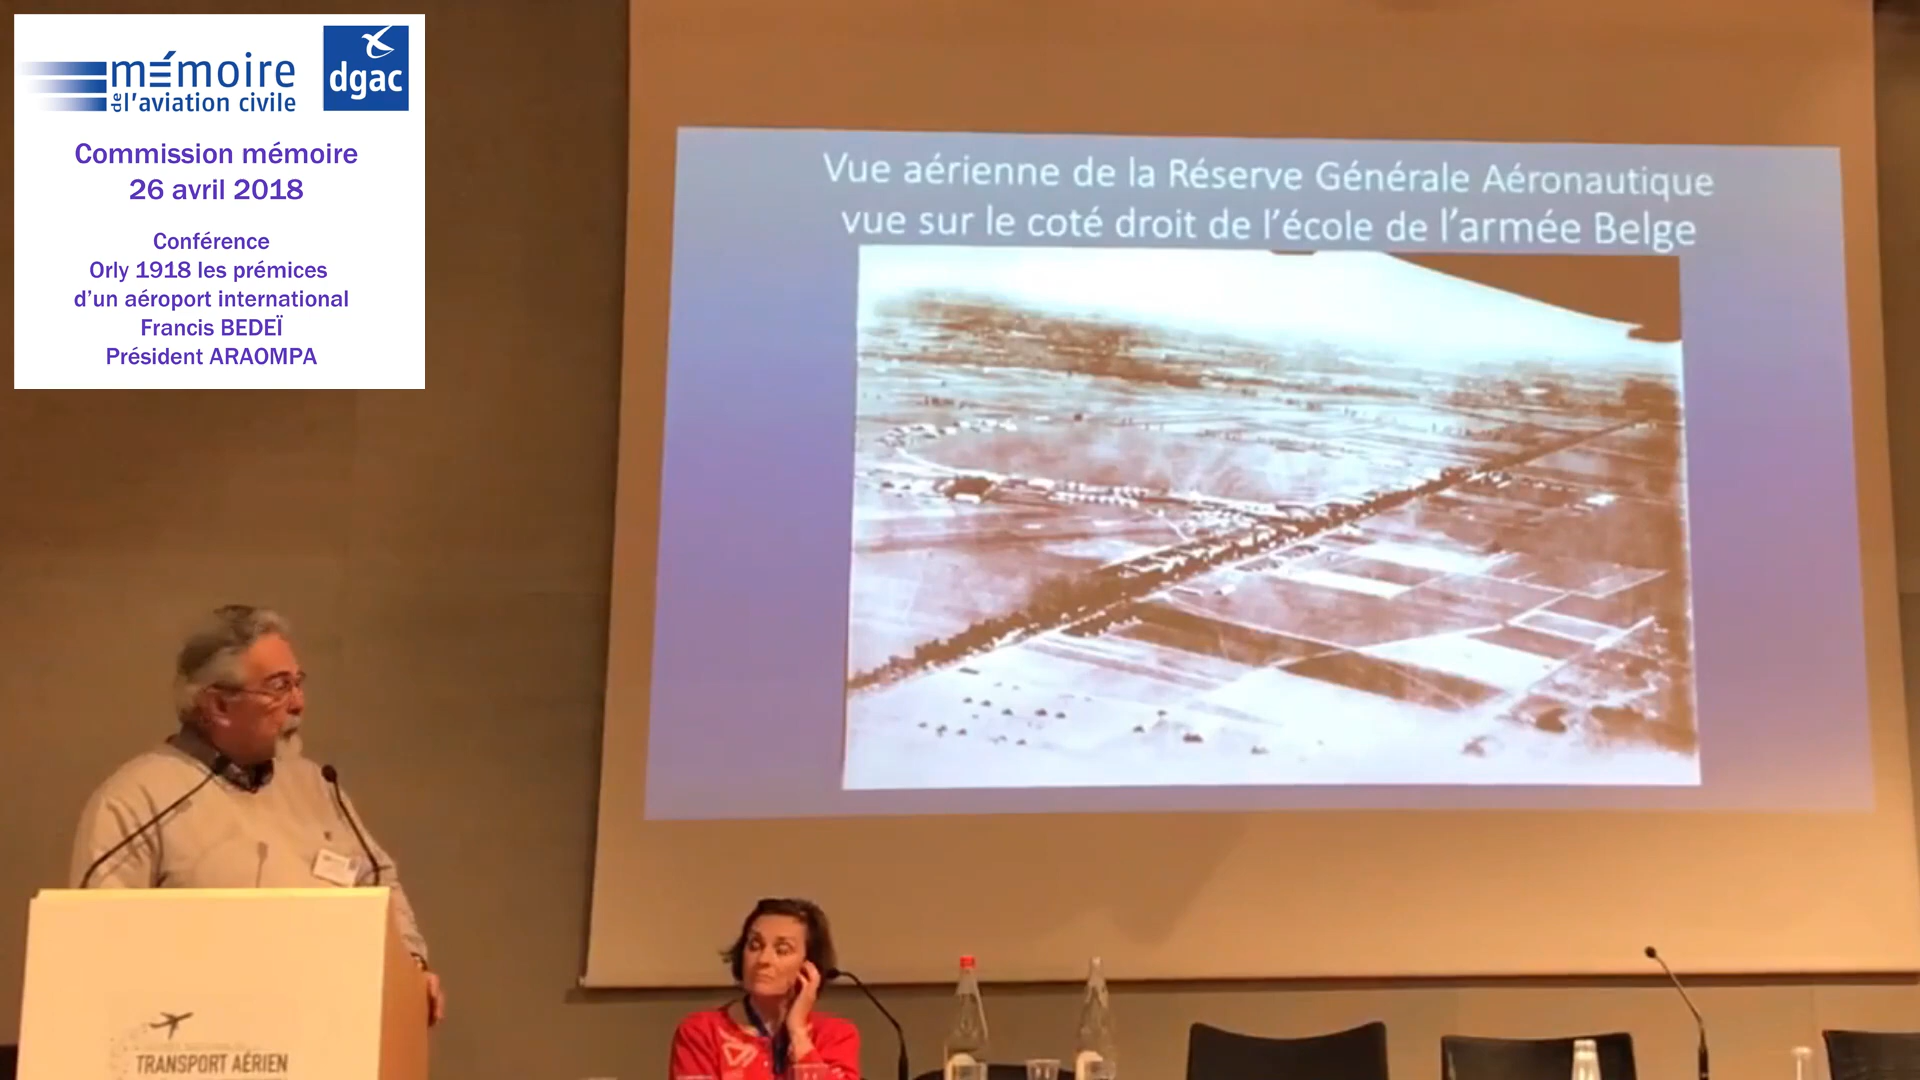 mémoire
de l'aviation civile
dgac
Commission mémoire
26 avril 2018
Conférence
Orly 1918 les prémices
d'un aéroport international
Francis BEDEÏ
Président ARAOMPA
Vue aérienne de la Réserve Générale Aéronautique
vue sur le coté droit de l'école de l'armée Belge
TRANSPORT AÉRIEN